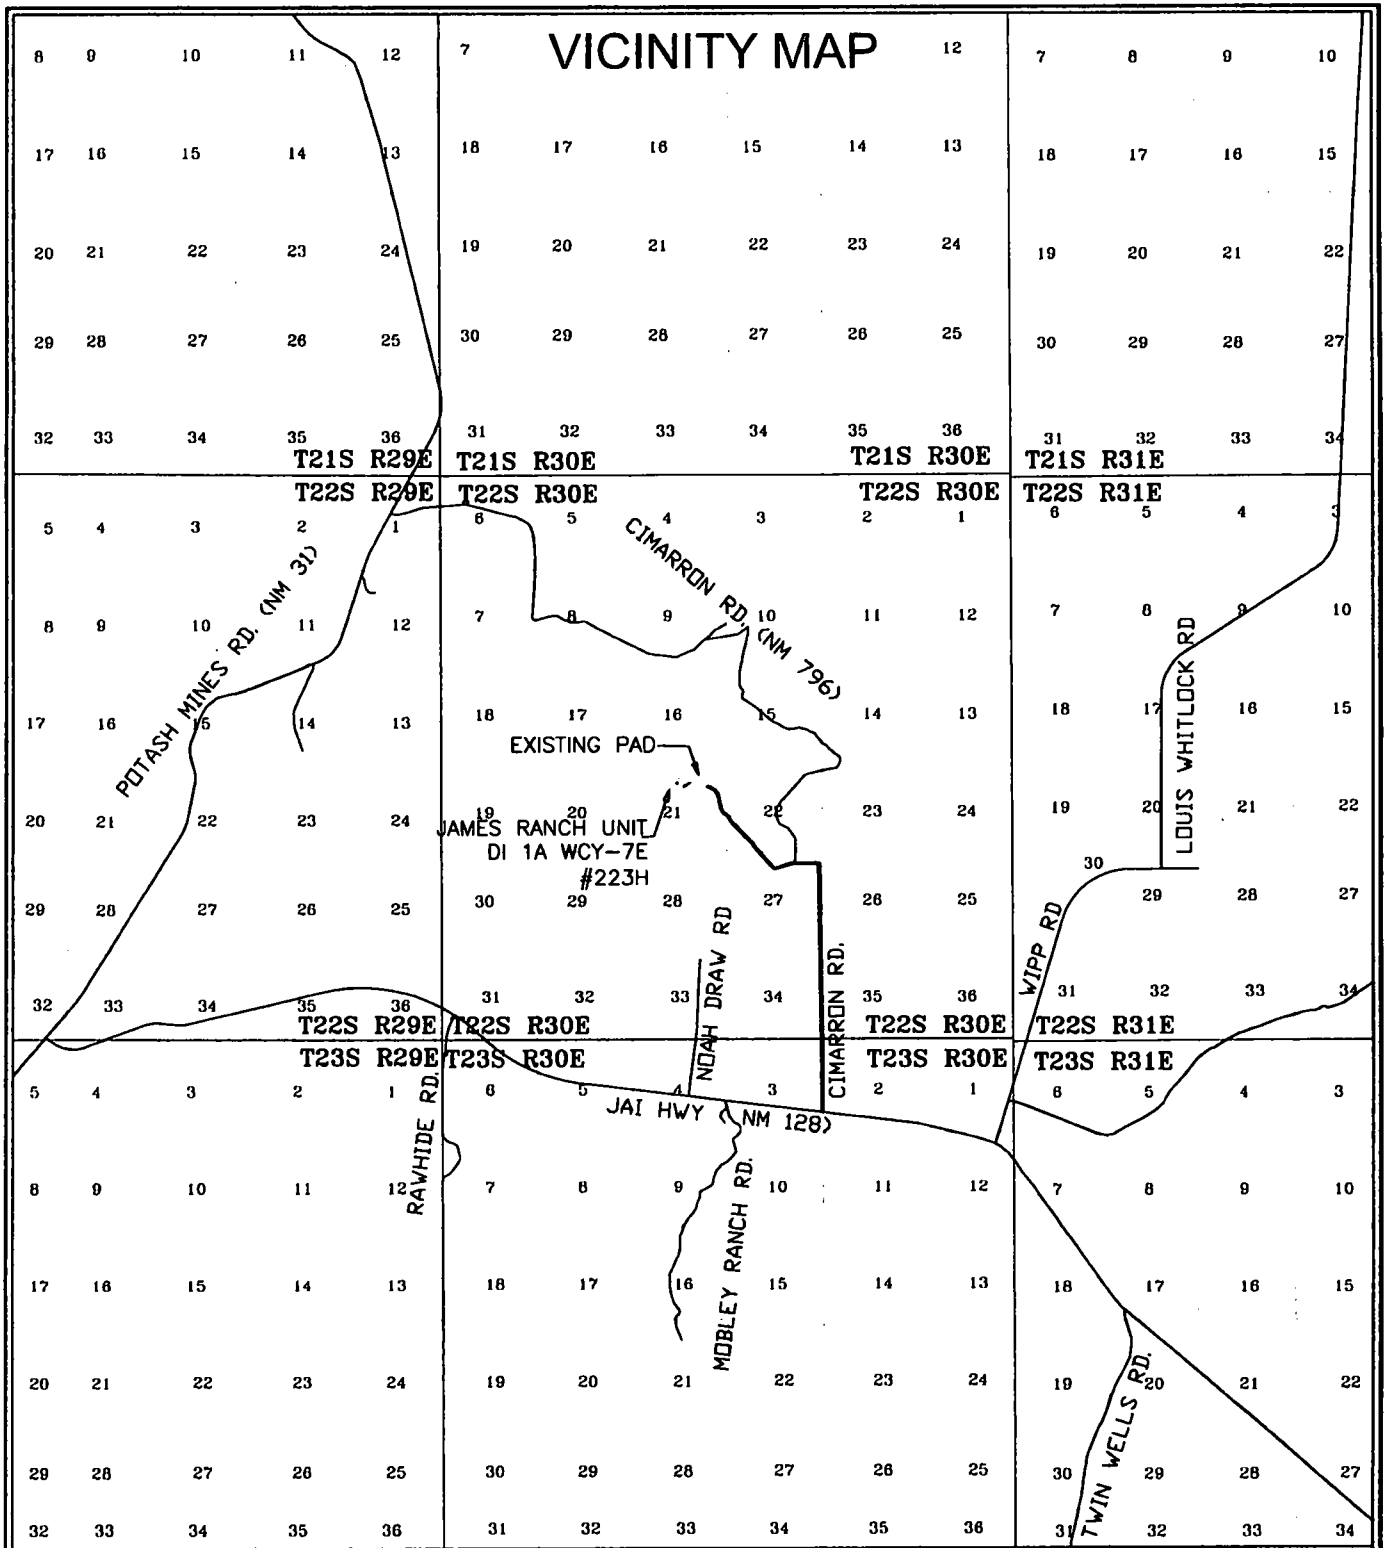 VICINITY MAP
8 9 10 11 12 7 12 7 8 9 10
17 16 15 14 13 18 17 16 15 14 13 18 17 16 15
20 21 22 23 24 19 20 21 22 23 24 19 20 21 22
29 28 27 26 25 30 29 28 27 26 25 30 29 28 27
32 33 34 35 36 31 32 33 34 35 36 31 32 33 34
T21S R29E T21S R30E T21S R30E T21S R31E
T22S R29E T22S R30E T22S R30E T22S R31E
5 4 3 2 1 6 5 4 3 2 1 6 5 4 3
CIMARRON RD. (NM 796)
POTASH MINES RD. (NM 31)
8 9 10 11 12 7 8 9 10 11 12 7 8 9 10
LOUIS WHITLOCK RD
17 16 15 14 13 18 17 16 15 14 13 18 17 16 15
EXISTING PAD
20 21 22 23 24 19 20 21 22 23 24 19 20 21 22
JAMES RANCH UNIT
DI 1A WCY-7E
#223H
30
29 28 27 26 25 30 29 28 27 26 25 29 28 27
NOAH DRAW RD
CIMARRON RD.
WIPP RD
32 33 34 35 36 31 32 33 34 35 36 31 32 33 34
T22S R29E T22S R30E T22S R30E T22S R31E
T23S R29E T23S R30E T23S R30E T23S R31E
5 4 3 2 1 6 5 4 3 2 1 6 5 4 3
JAI HWY (NM 128)
RAWHIDE RD.
8 9 10 11 12 7 8 9 10 11 12 7 8 9 10
MOBLEY RANCH RD.
17 16 15 14 13 18 17 16 15 14 13 18 17 16 15
20 21 22 23 24 19 20 21 22 23 24 19 20 21 22
TWIN WELLS RD.
29 28 27 26 25 30 29 28 27 26 25 30 29 28 27
32 33 34 35 36 31 32 33 34 35 36 31 32 33 34